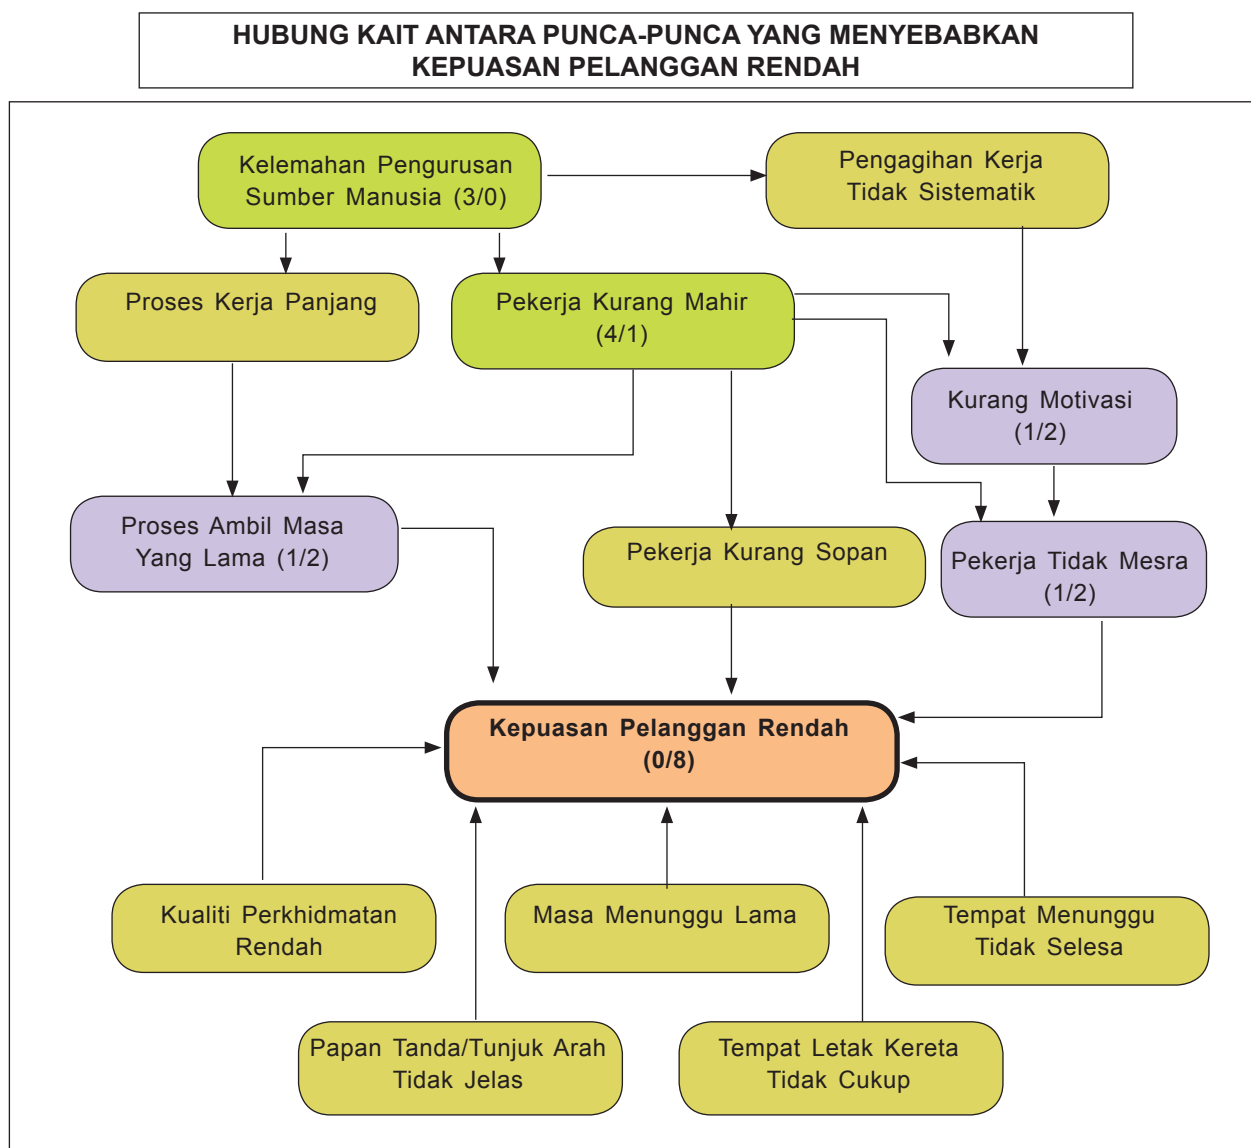 HUBUNG KAIT ANTARA PUNCA-PUNCA YANG MENYEBABKAN
KEPUASAN PELANGGAN RENDAH
Kelemahan Pengurusan
Sumber Manusia (3/0)
Pengagihan Kerja
Tidak Sistematik
Proses Kerja Panjang
Pekerja Kurang Mahir
(4/1)
Kurang Motivasi
(1/2)
Proses Ambil Masa
Yang Lama (1/2)
Pekerja Kurang Sopan
Pekerja Tidak Mesra
(1/2)
Kepuasan Pelanggan Rendah
(0/8)
Kualiti Perkhidmatan
Rendah
Masa Menunggu Lama
Tempat Menunggu
Tidak Selesa
Papan Tanda/Tunjuk Arah
Tidak Jelas
Tempat Letak Kereta
Tidak Cukup